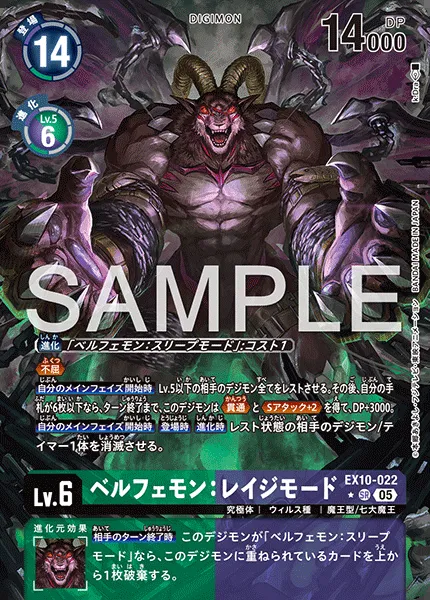 DIGIMON
登場
14
DP
14000
進化
Lv.5
6
SAMPLE
BANDAI MADE IN JAPAN
進化 「ベルフェモン:スリープモード」:コスト1
不屈
自分のメインフェイズ開始時 Lv.5以下の相手のデジモン全てをレストさせる。その後、自分の手
札が6枚以下なら、ターン終了まで、このデジモンは 貫通 と Sアタック+2 を得て、DP+3000。
自分のメインフェイズ開始時 登場時 進化時 レスト状態の相手のデジモン/テ
イマー1体を消滅させる。
Lv.6
ベルフェモン:レイジモード
EX10-022
SR 05
究極体 | ウィルス種 | 魔王型/七大魔王
進化元効果
相手のターン終了時 このデジモンが「ベルフェモン:スリープ
モード」なら、このデジモンに重ねられているカードを上か
ら1枚破棄する。